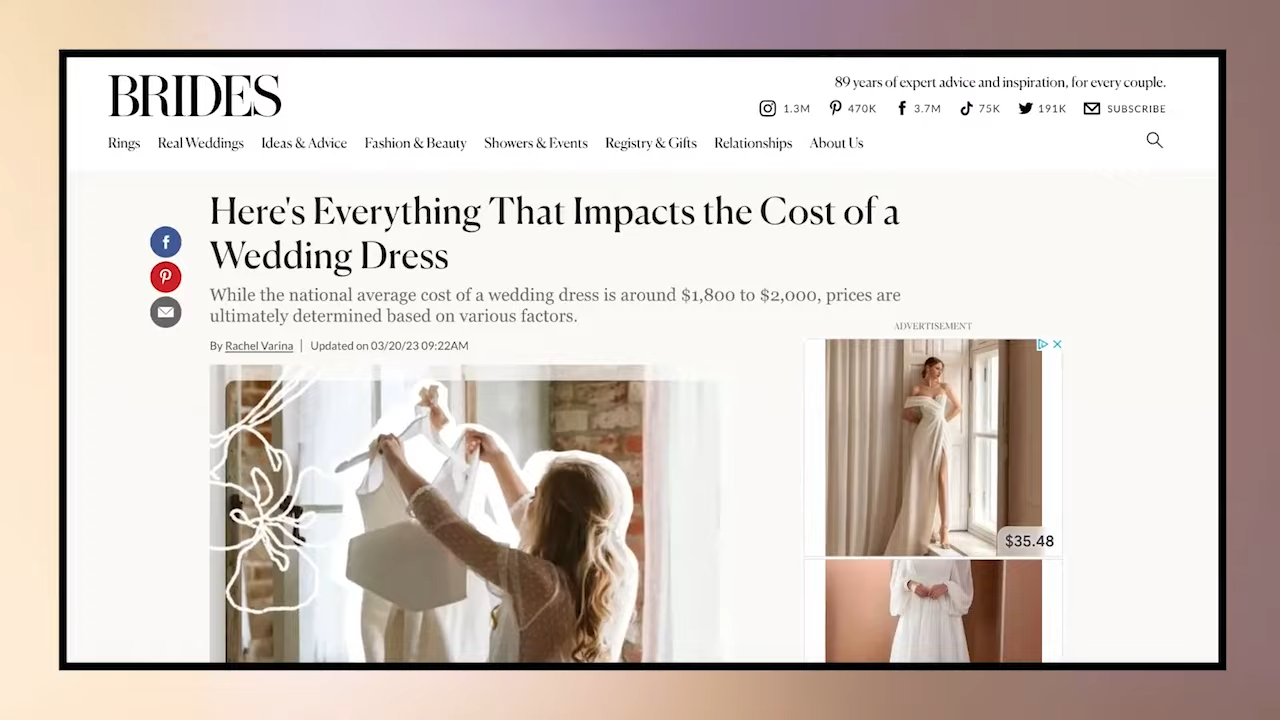 BRIDES
89 years of expert advice and inspiration, for every couple.
1.3M 470K 3.7M 75K 191K SUBSCRIBE
Rings Real Weddings Ideas & Advice Fashion & Beauty Showers & Events Registry & Gifts Relationships About Us
Here's Everything That Impacts the Cost of a
Wedding Dress
While the national average cost of a wedding dress is around $1,800 to $2,000, prices are
ultimately determined based on various factors.
By Rachel Varina | Updated on 03/20/23 09:22AM
ADVERTISEMENT
$35.48